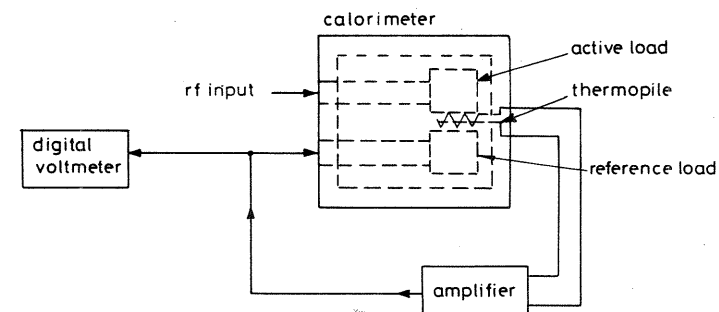 calorimeter
active load
rf input
thermopile
digital
voltmeter
reference load
amplifier